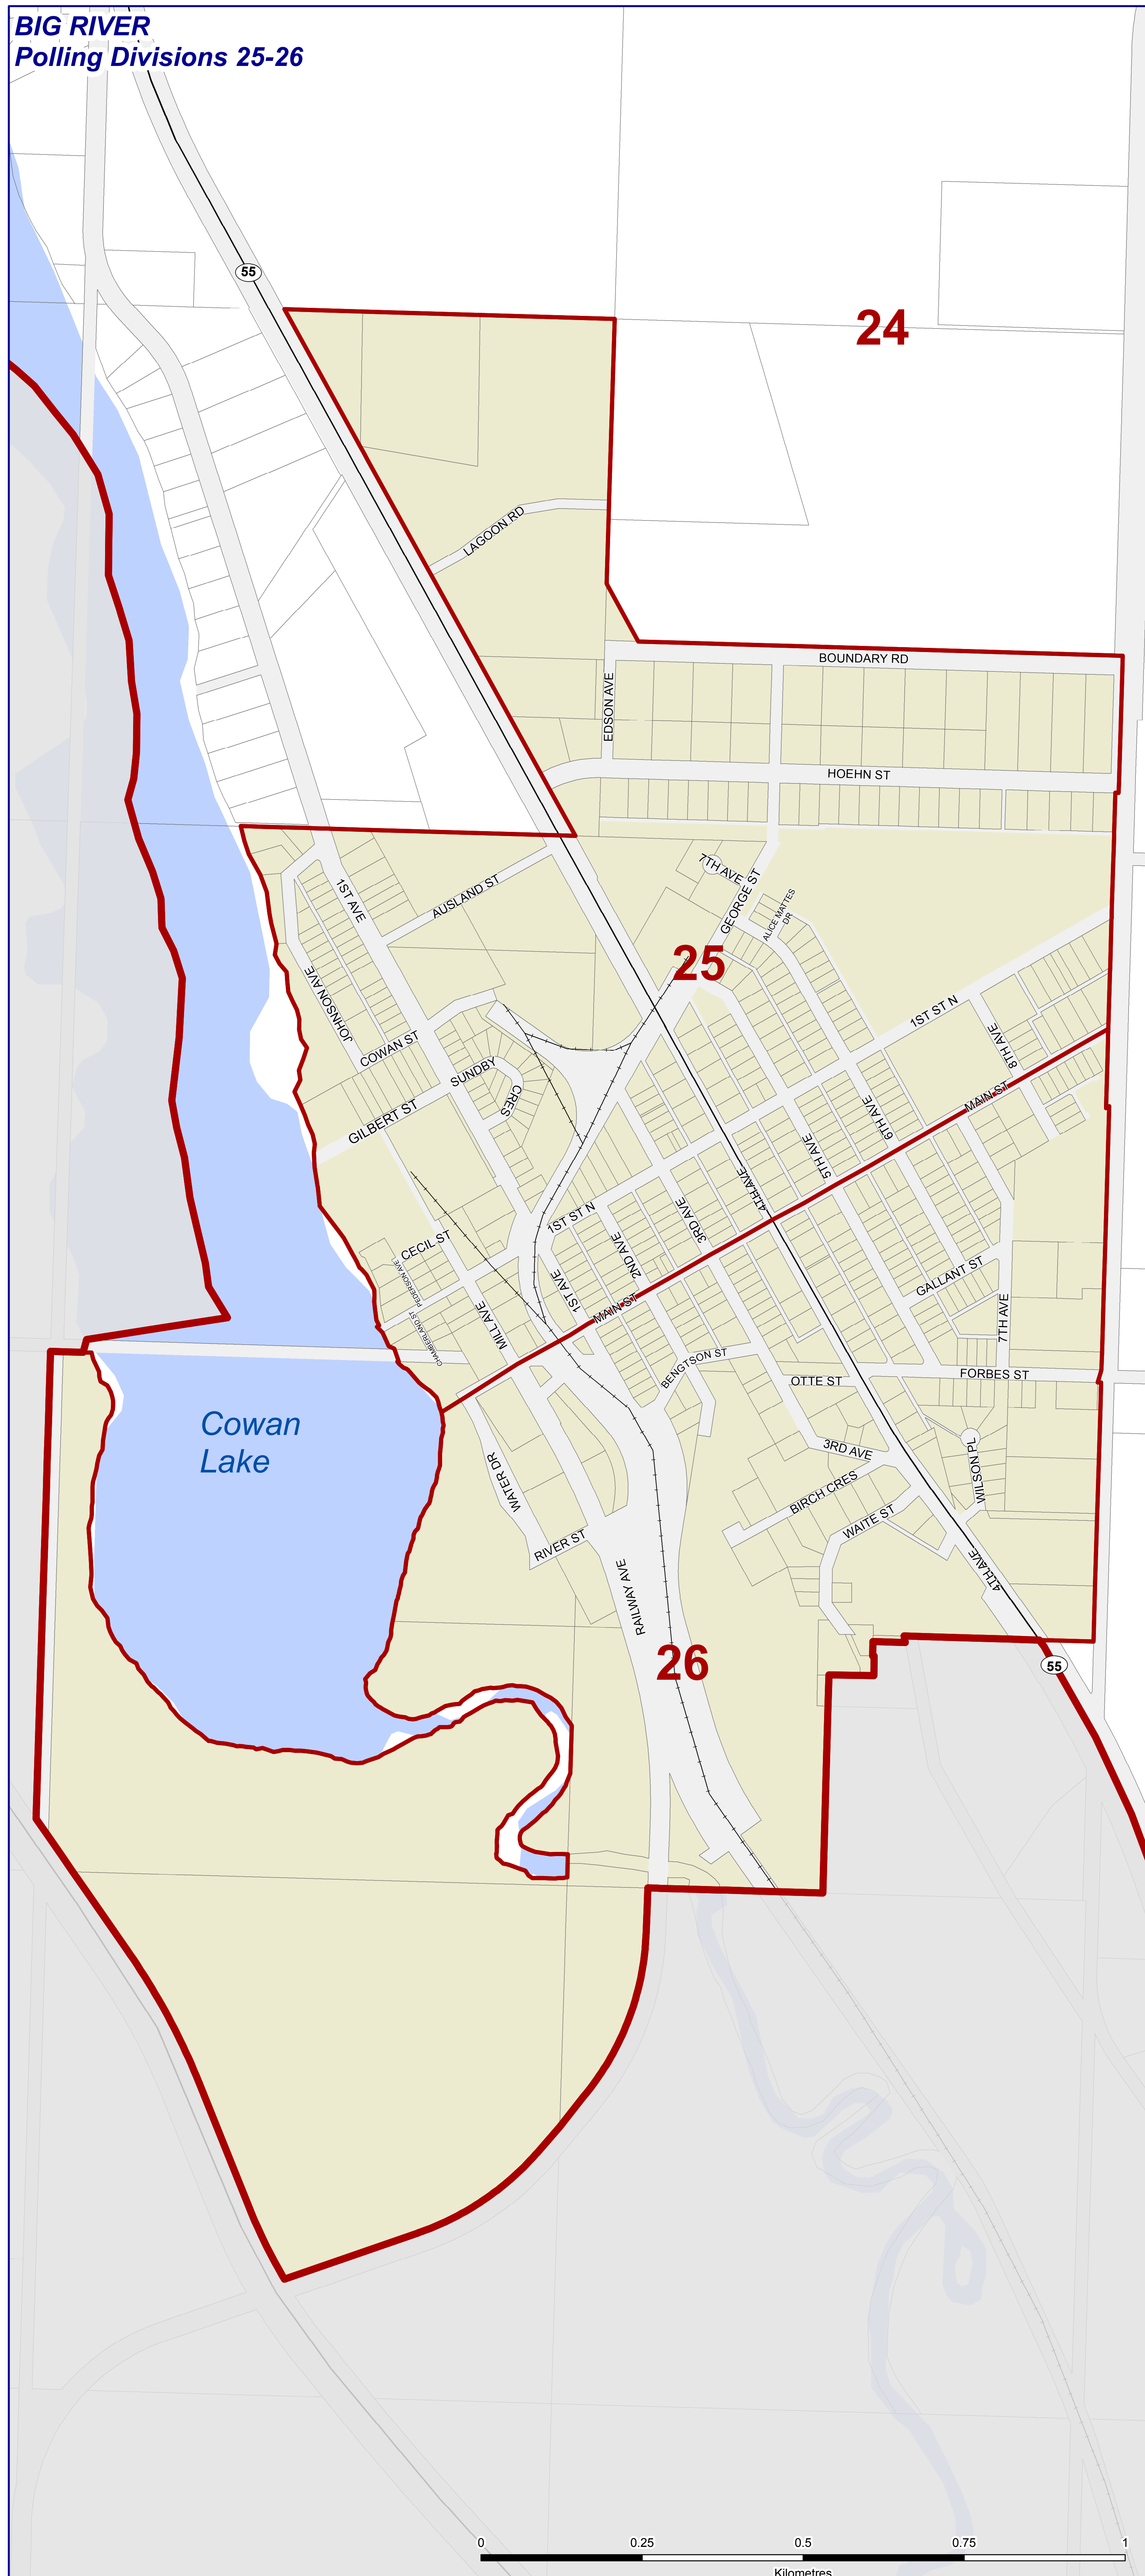 BIG RIVER
Polling Divisions 25-26
55
24
LAGOON RD
BOUNDARY RD
EDSON AVE
HOEHN ST
7TH AVE
GEORGE ST
ALICE MATTES
DR
1ST AVE
AUSLAND ST
25
JOHNSON AVE
COWAN ST
SUNDBY
CRES
GILBERT ST
1ST ST N
8TH AVE
MAIN ST
6TH AVE
5TH AVE
4TH AVE
3RD AVE
1ST ST N
2ND AVE
CECIL ST
PEDERSON AVE
CHAMBERLAND ST
MILL AVE
1ST AVE
MAIN ST
GALLANT ST
7TH AVE
BENGTSON ST
OTTE ST
FORBES ST
Cowan
Lake
WATER DR
3RD AVE
WILSON PL
BIRCH CRES
WAITE ST
RIVER ST
RAILWAY AVE
4TH AVE
26
55
0
0.25
0.5
0.75
1
Kilometres